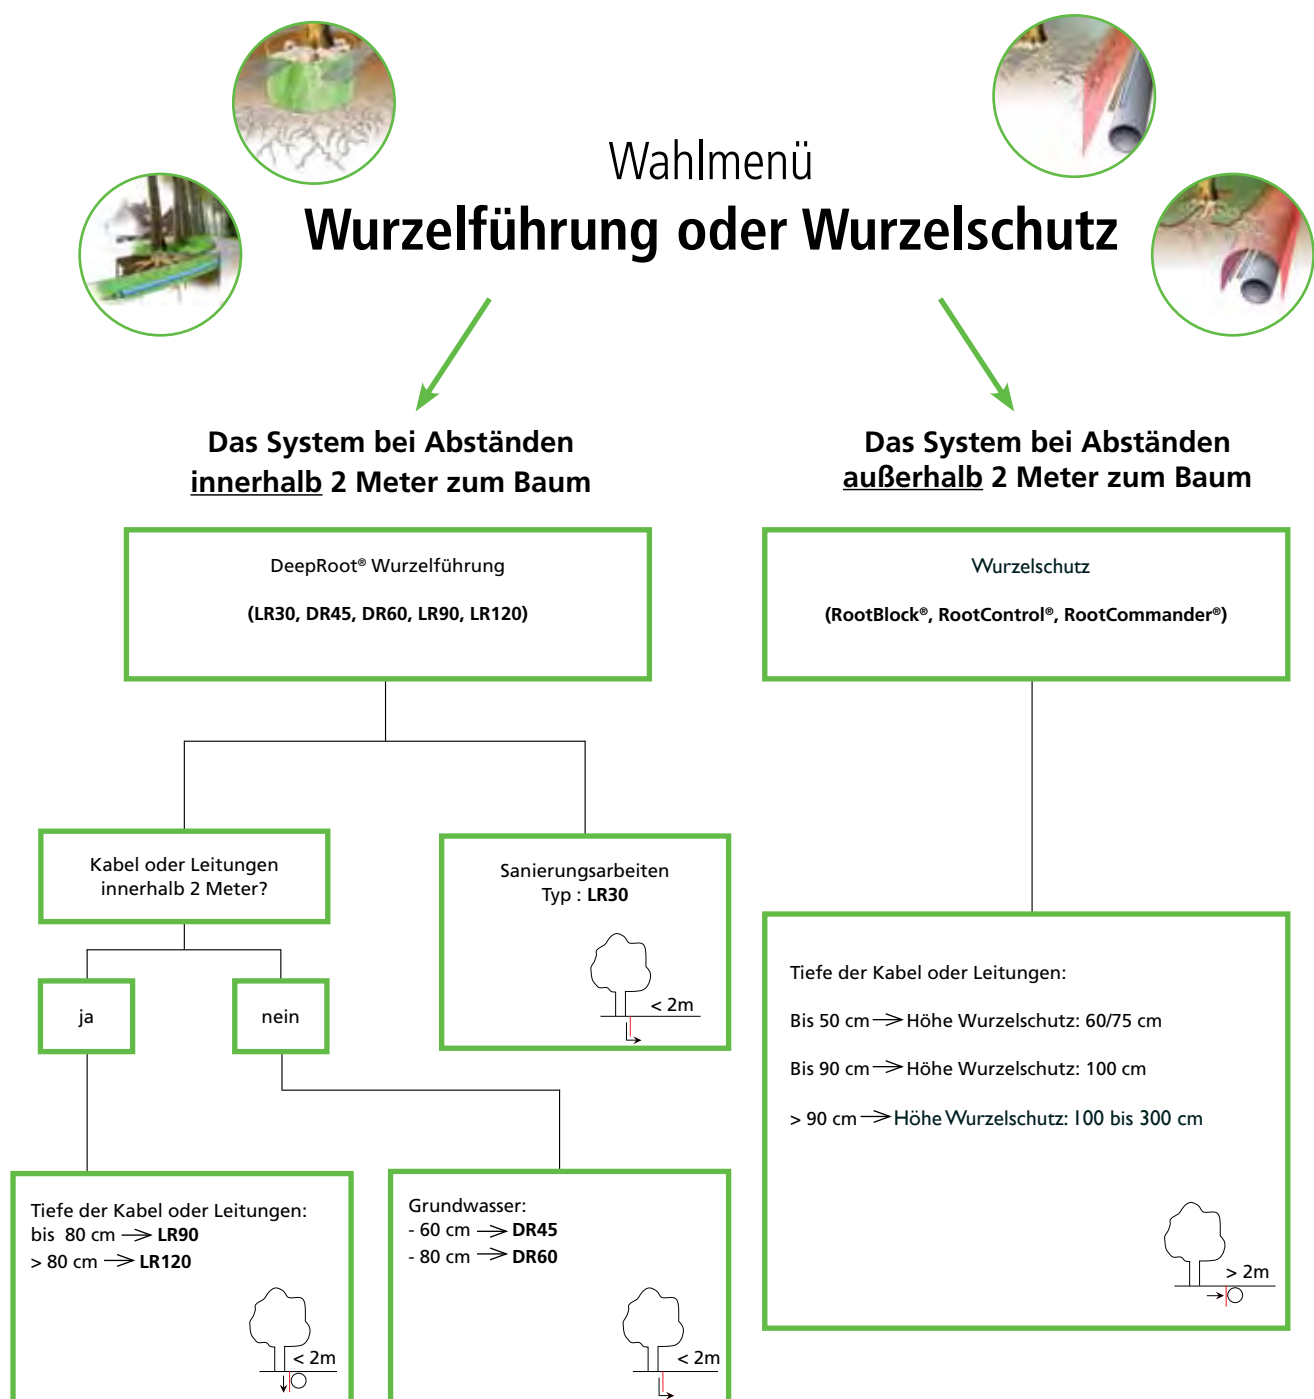 Wahlmenü
Wurzelführung oder Wurzelschutz
Das System bei Abständen
innerhalb 2 Meter zum Baum
Das System bei Abständen
außerhalb 2 Meter zum Baum
DeepRoot® Wurzelführung
(LR30, DR45, DR60, LR90, LR120)
Wurzelschutz
(RootBlock®, RootControl®, RootCommander®)
Kabel oder Leitungen
innerhalb 2 Meter?
Sanierungsarbeiten
Typ : LR30
< 2m
ja
nein
Tiefe der Kabel oder Leitungen:
Bis 50 cm → Höhe Wurzelschutz: 60/75 cm
Bis 90 cm → Höhe Wurzelschutz: 100 cm
> 90 cm → Höhe Wurzelschutz: 100 bis 300 cm
> 2m
Tiefe der Kabel oder Leitungen:
bis 80 cm → LR90
> 80 cm → LR120
< 2m
Grundwasser:
- 60 cm → DR45
- 80 cm → DR60
< 2m